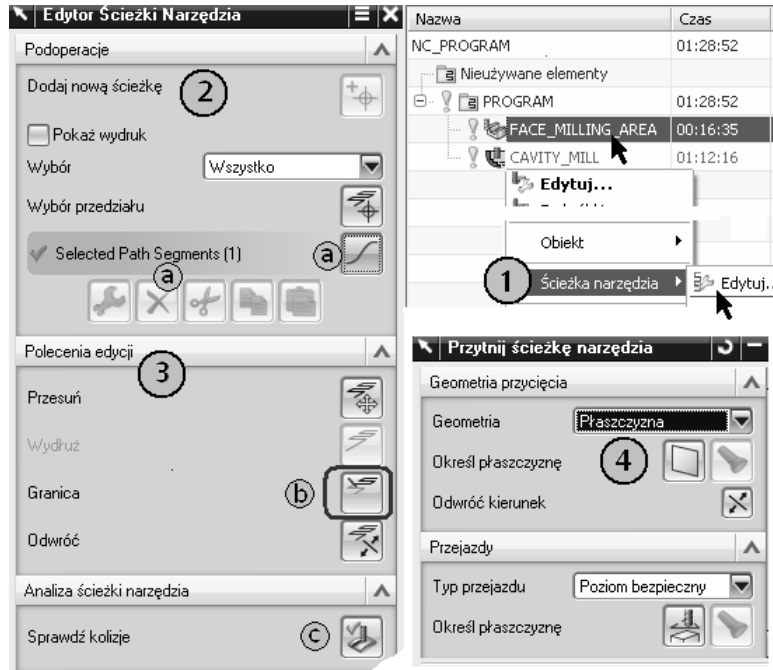 Edytor Ścieżki Narzędzia
Podoperacje
Dodaj nową ścieżkę
2
Pokaż wydruk
Wybór
Wszystko
Wybór przedziału
Selected Path Segments (1)
a
a
Polecenia edycji
3
Przesuń
Wydłuż
Granica
b
Odwróć
Analiza ścieżki narzędzia
Sprawdź kolizje
c
Nazwa Czas
NC_PROGRAM 01:28:52
Nieużywane elementy
PROGRAM 01:28:52
FACE_MILLING_AREA 00:16:35
CAVITY_MILL 01:12:16
Edytuj...
Obiekt
1
Ścieżka narzędzia
Edytuj..
Przytnij ścieżkę narzędzia
Geometria przycięcia
Geometria Płaszczyzna
Określ płaszczyznę
4
Odwróć kierunek
Przejazdy
Typ przejazdu Poziom bezpieczny
Określ płaszczyznę